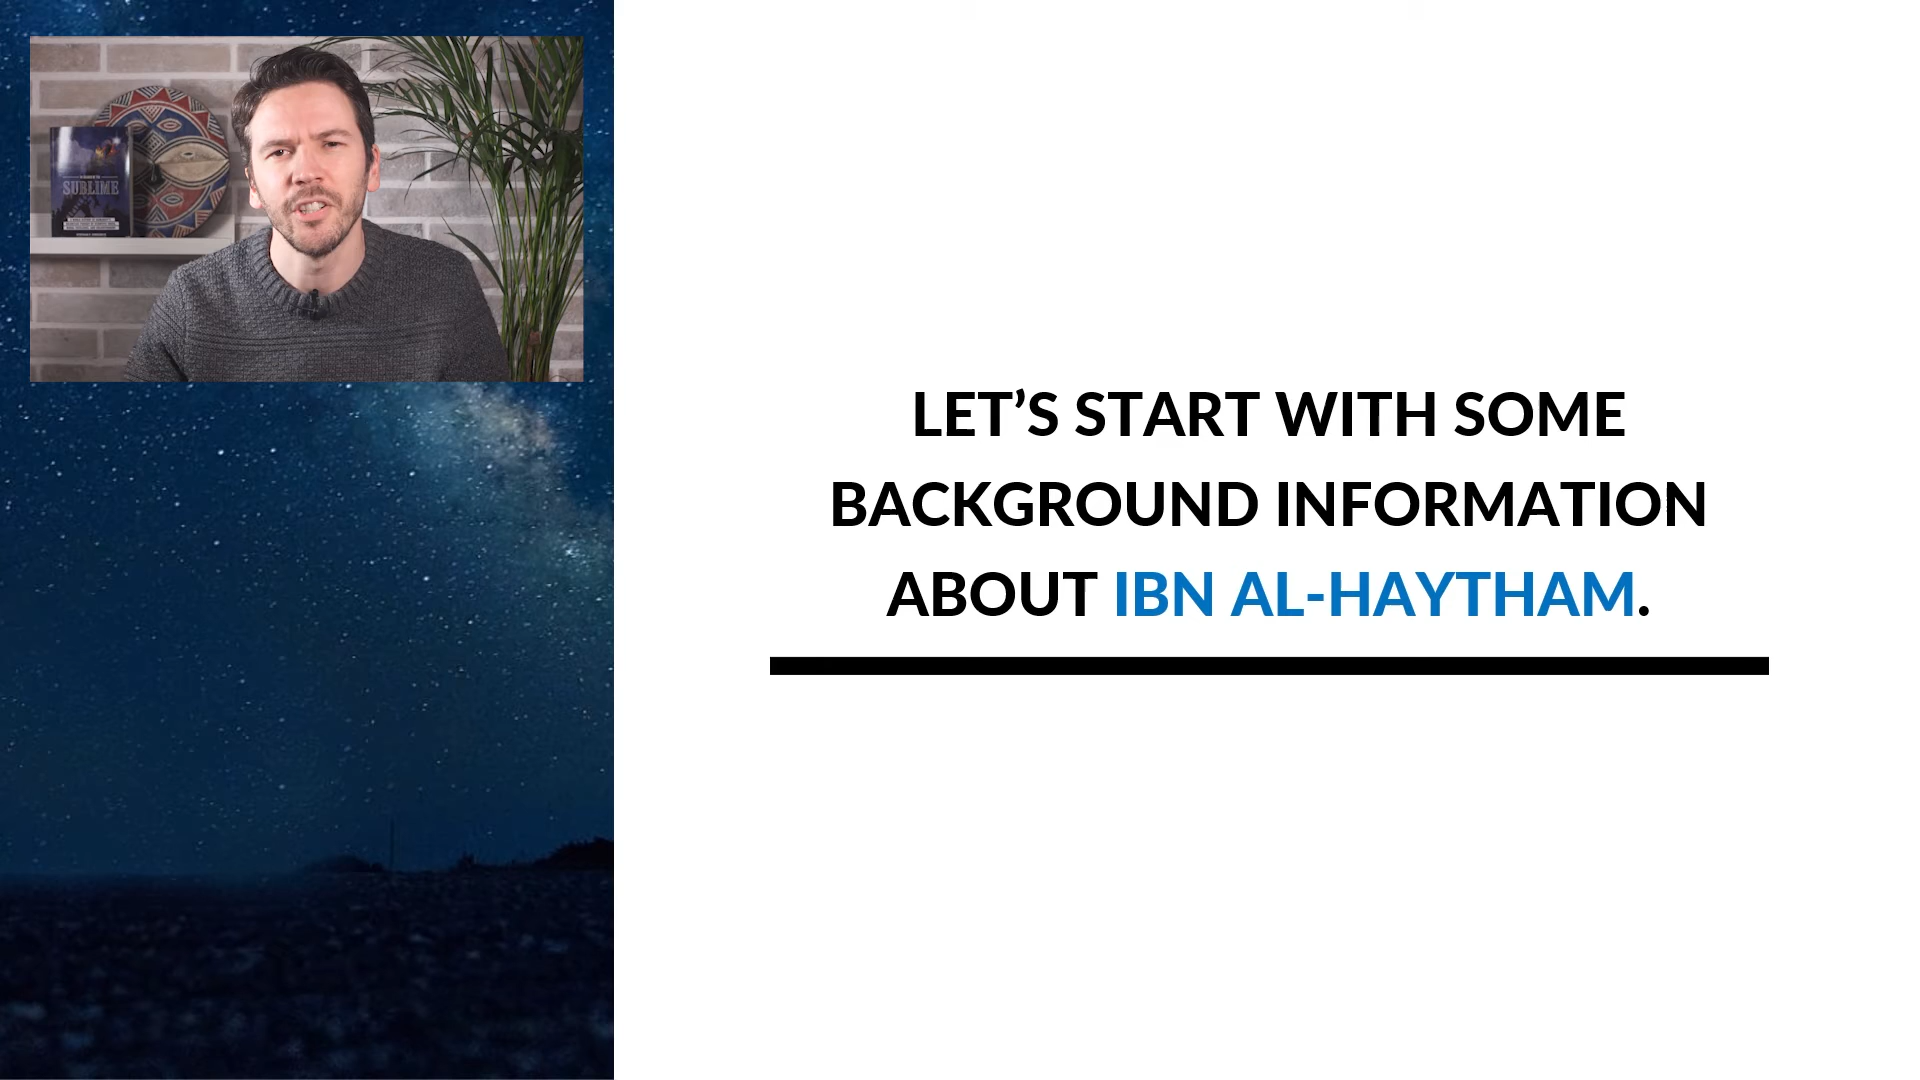 SUBLIME
LET’S START WITH SOME
BACKGROUND INFORMATION
ABOUT IBN AL-HAYTHAM.